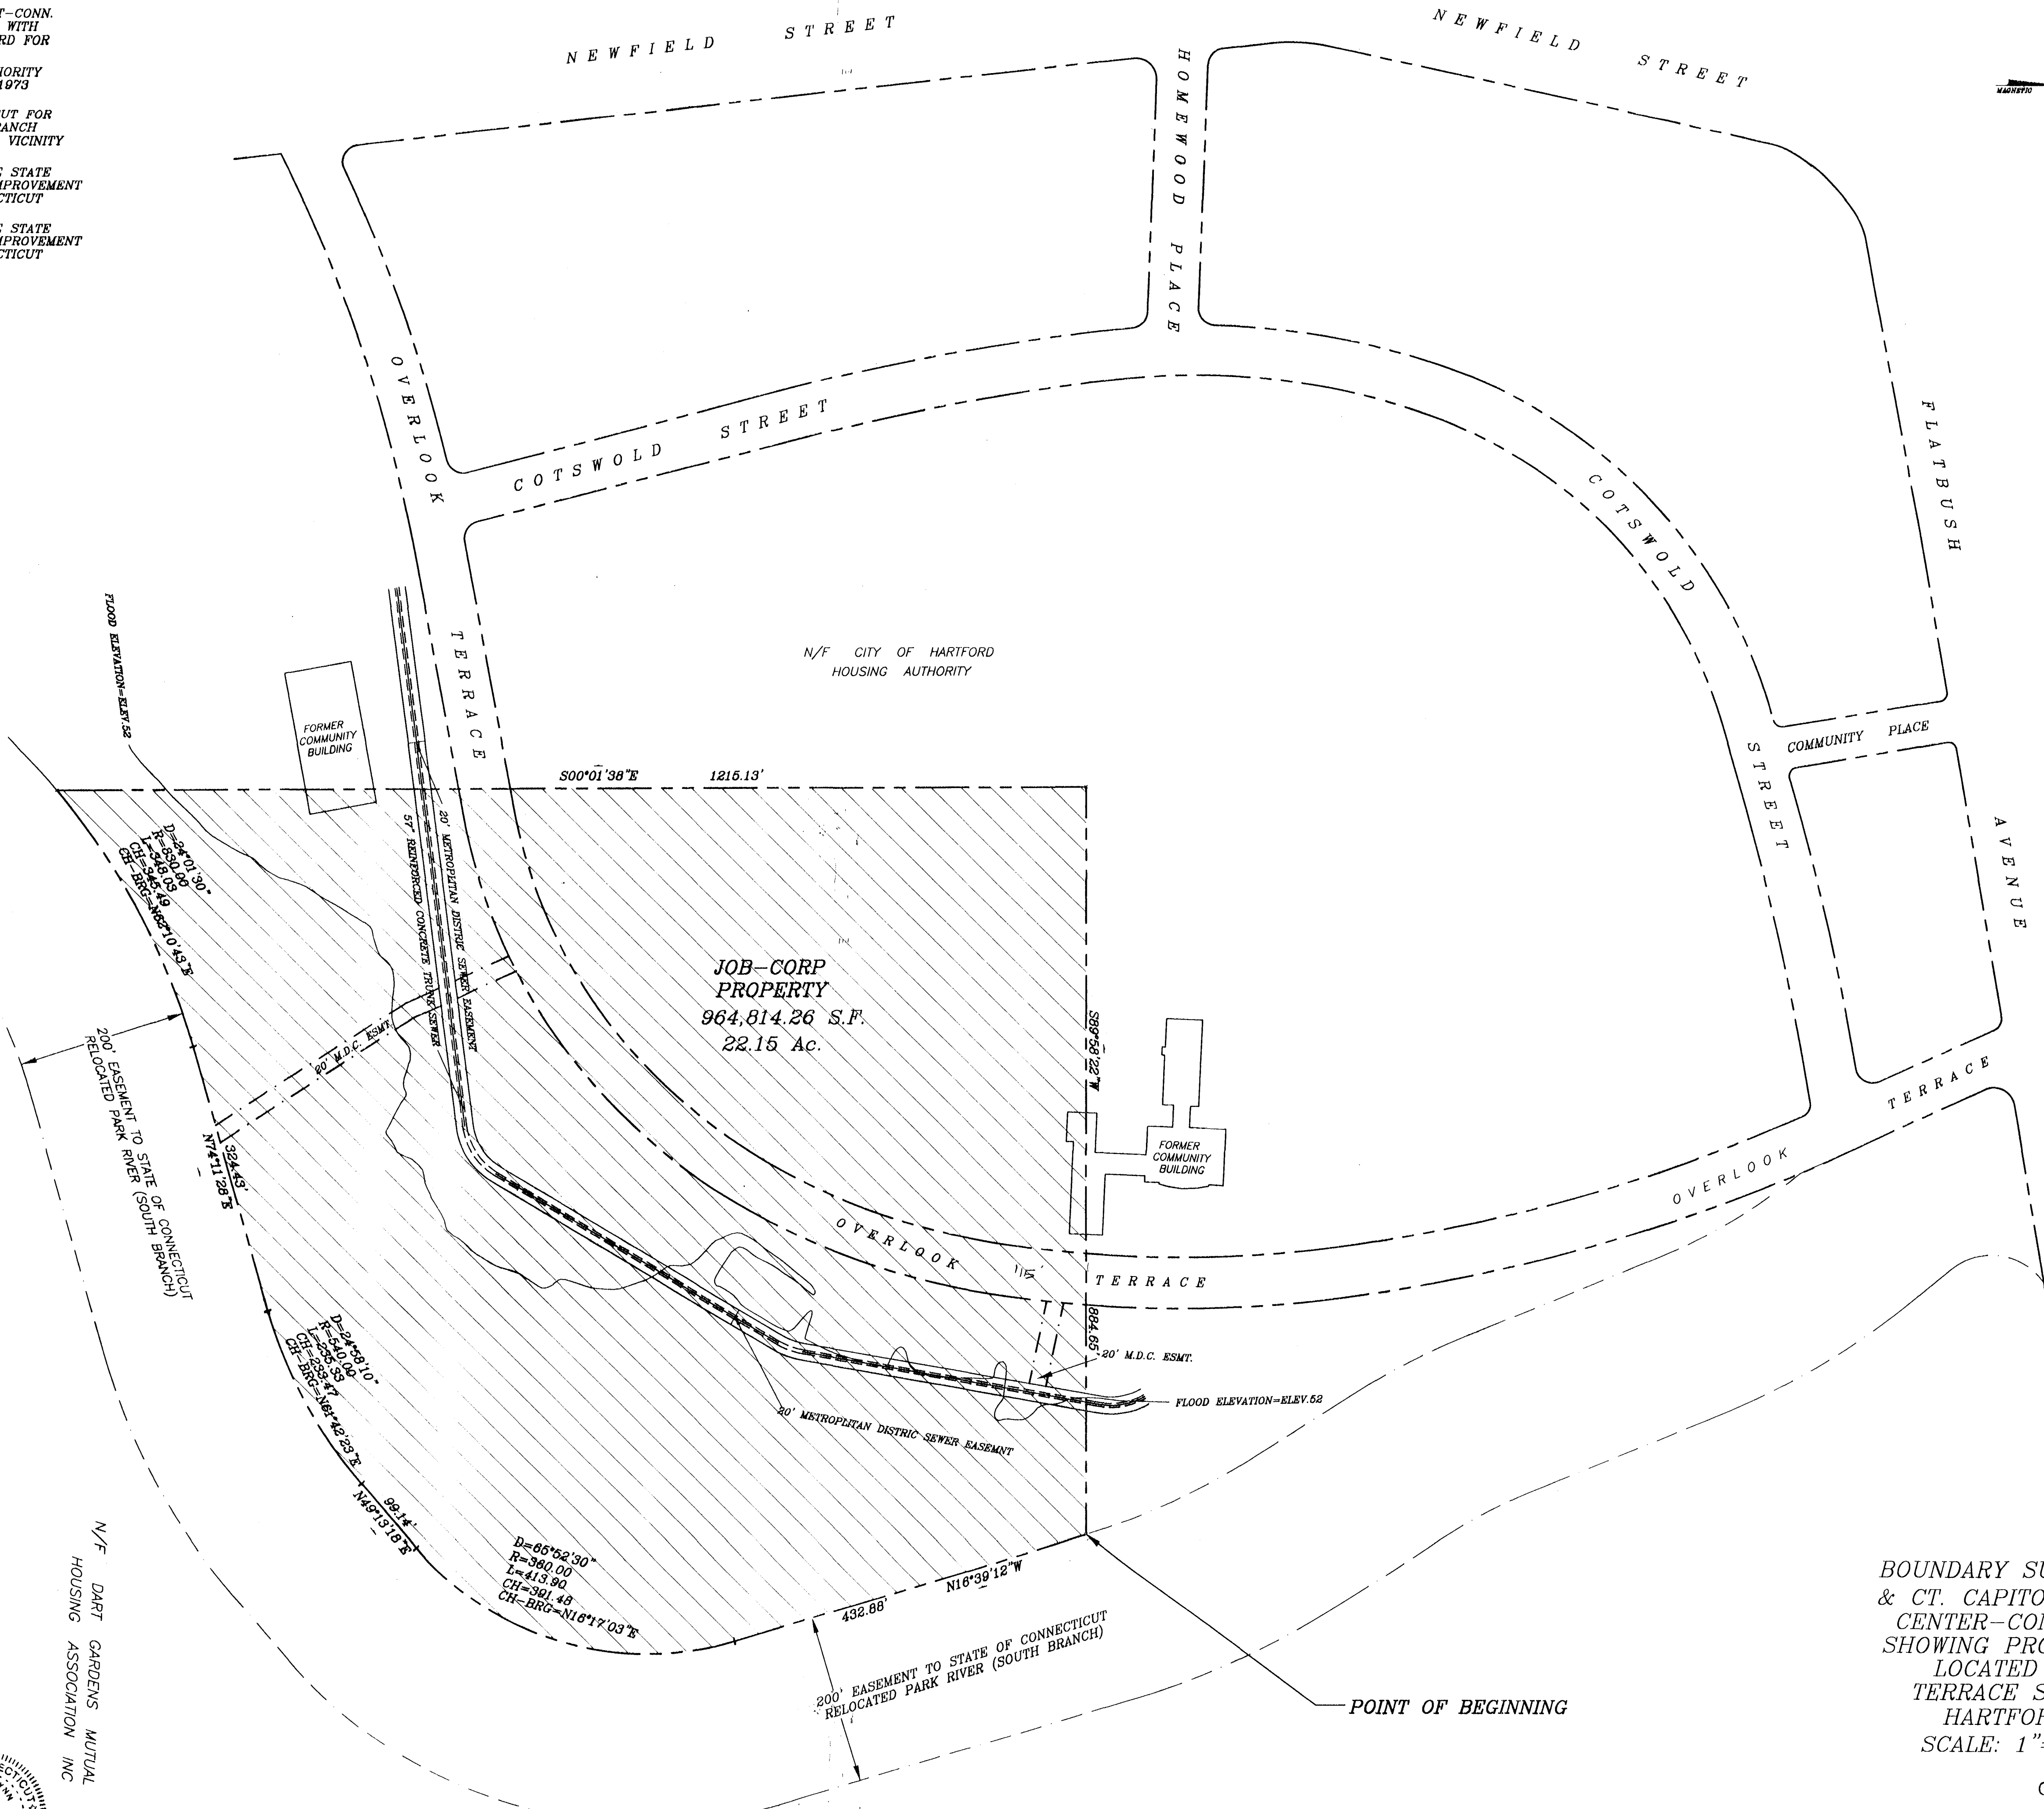 T-CONN.
WITH
RD FOR
HORITY
1973
UT FOR
ANCH
VICINITY
E STATE
MPROVEMENT
CTICUT
E STATE
MPROVEMENT
CTICUT
NEWFIELD STREET
NEWFIELD STREET
MAGNETIC
HOMEWOOD PLACE
OVERLOOK
COTSWOLD STREET
COTSWOLD
FLATBUSH
FLOOD ELEVATION=ELEV.52
TERRACE
N/F CITY OF HARTFORD
HOUSING AUTHORITY
FORMER
COMMUNITY
BUILDING
STREET
COMMUNITY PLACE
AVENUE
S00°01'38"E 1215.13'
D=24°01'30"
R=830.00
L=348.03
CH=345.49
CH-BRG=N62°10'43"E
57" REINFORCED CONCRETE TRUNK SEWER
20' METROPLITAN DISTRIC SEWER EASEMENT
JOB-CORP
PROPERTY
964,814.26 S.F.
22.15 Ac.
S89°58'22"W
20' M.D.C. ESMT.
200' EASEMENT TO STATE OF CONNECTICUT
RELOCATED PARK RIVER (SOUTH BRANCH)
324.43'
N74°11'28"E
FORMER
COMMUNITY
BUILDING
TERRACE
OVERLOOK
OVERLOOK
115'
TERRACE
884.65'
20' M.D.C. ESMT.
FLOOD ELEVATION=ELEV.52
20' METROPLITAN DISTRIC SEWER EASEMNT
D=24°58'10"
R=540.00
L=235.33
CH=233.47
CH-BRG=N61°42'23"E
99.14'
N49°13'18"E
D=65°52'30"
R=360.00
L=413.90
CH=391.48
CH-BRG=N16°17'03"E
432.88'
N16°39'12"W
200' EASEMENT TO STATE OF CONNECTICUT
RELOCATED PARK RIVER (SOUTH BRANCH)
POINT OF BEGINNING
N/F DART GARDENS MUTUAL
HOUSING ASSOCIATION INC
BOUNDARY SU
& CT. CAPITO
CENTER-CON
SHOWING PRO
LOCATED
TERRACE S
HARTFOR
SCALE: 1"=
ECTICUT